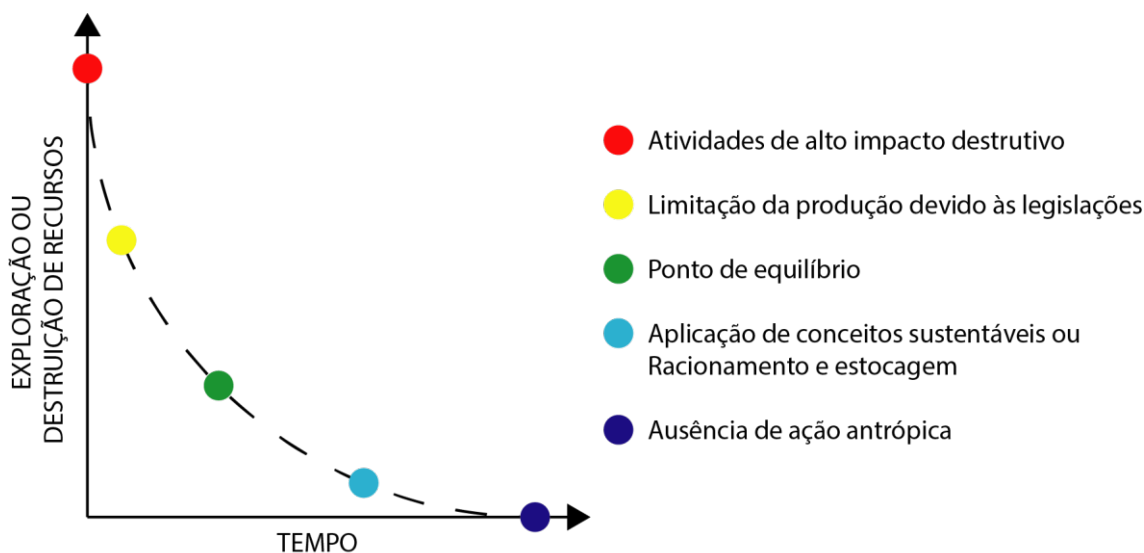 EXPLORAÇÃO OU
DESTRUIÇÃO DE RECURSOS
TEMPO
Atividades de alto impacto destrutivo
Limitação da produção devido às legislações
Ponto de equilíbrio
Aplicação de conceitos sustentáveis ou
Racionamento e estocagem
Ausência de ação antrópica